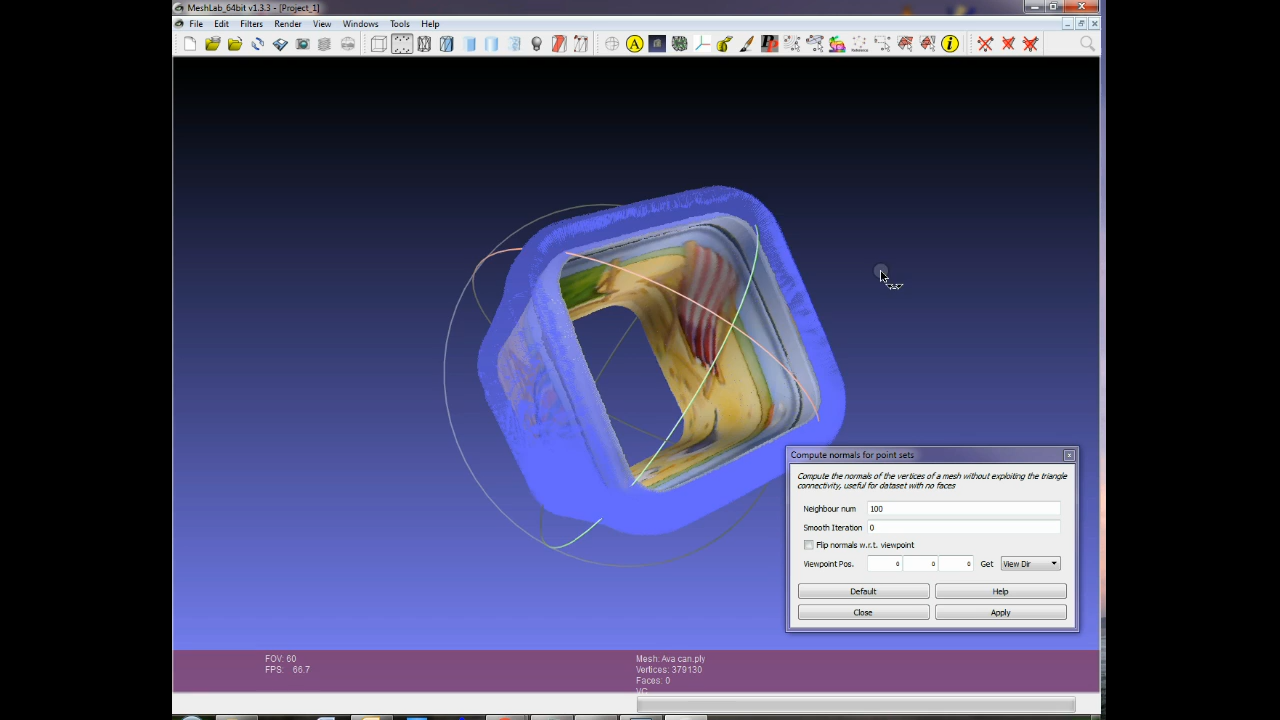 MeshLab_64bit v1.3.3 - [Project_1]
File Edit Filters Render View Windows Tools Help
A
i
Compute normals for point sets
Compute the normals of the vertices of a mesh without exploiting the triangle
connectivity, useful for dataset with no faces
Neighbour num 100
Smooth Iteration 0
Flip normals w.r.t. viewpoint
Viewpoint Pos. 0 0 0 Get View Dir
Default Help
Close Apply
FOV: 60
FPS: 66.7
Mesh: Ava can.ply
Vertices: 379130
Faces: 0
VC